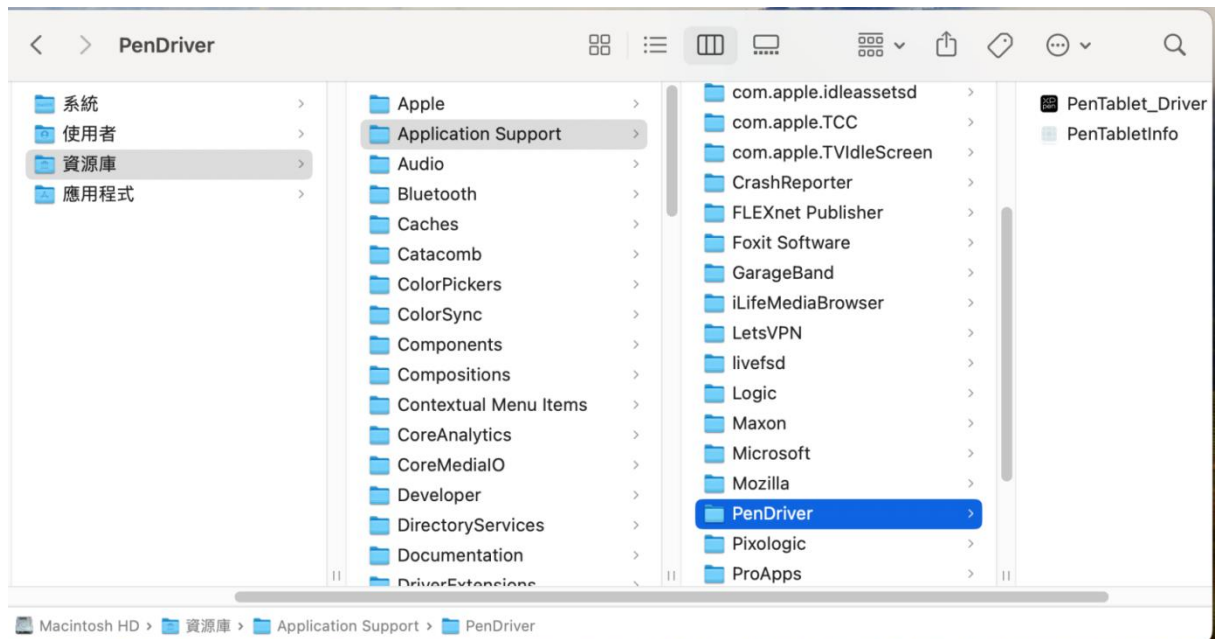 PenDriver
系統
使用者
資源庫
應用程式
Apple
Application Support
Audio
Bluetooth
Caches
Catacomb
ColorPickers
ColorSync
Components
Compositions
Contextual Menu Items
CoreAnalytics
CoreMediaIO
Developer
DirectoryServices
Documentation
DriverExtensions
com.apple.idleassetsd
com.apple.TCC
com.apple.TVIdleScreen
CrashReporter
FLEXnet Publisher
Foxit Software
GarageBand
iLifeMediaBrowser
LetsVPN
livefsd
Logic
Maxon
Microsoft
Mozilla
PenDriver
Pixologic
ProApps
XP pen PenTablet_Driver
PenTabletInfo
Macintosh HD › 資源庫 › Application Support › PenDriver